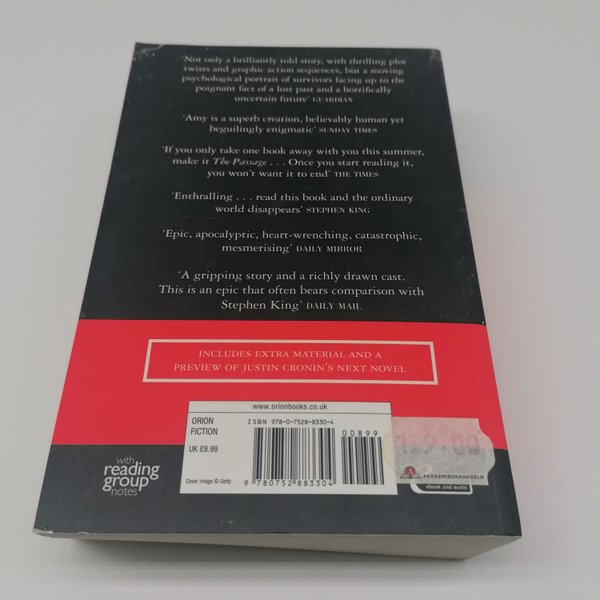 ‘Not only a brilliantly told story, with thrilling plot
twists and graphic action sequences, but a moving
psychological portrait of survivors facing up to the
poignant fact of a lost past and a horrifically
uncertain future’ GUARDIAN
‘Amy is a superb creation, believably human yet
beguilingly enigmatic’ SUNDAY TIMES
‘If you only take one book away with you this summer,
make it The Passage . . . Once you start reading it,
you won’t want it to end’ THE TIMES
‘Enthralling . . . read this book and the ordinary
world disappears’ STEPHEN KING
‘Epic, apocalyptic, heart-wrenching, catastrophic,
mesmerising’ DAILY MIRROR
‘A gripping story and a richly drawn cast.
This is an epic that often bears comparison with
Stephen King’ DAILY MAIL
INCLUDES EXTRA MATERIAL AND A
PREVIEW OF JUSTIN CRONIN’S NEXT NOVEL
with
reading
group
notes
www.orionbooks.co.uk
ORION
FICTION
UK £8.99
Cover image © Getty
ISBN 978-0-7528-8330-4
00899
9 780752 883304
AKADEMIBOKHANDELN
ebook and audio